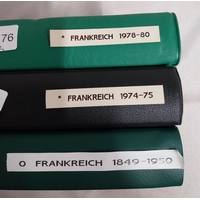 76
* FRANKREICH 1978-80
* FRANKREICH 1974-75
O FRANKREICH 1849-1950